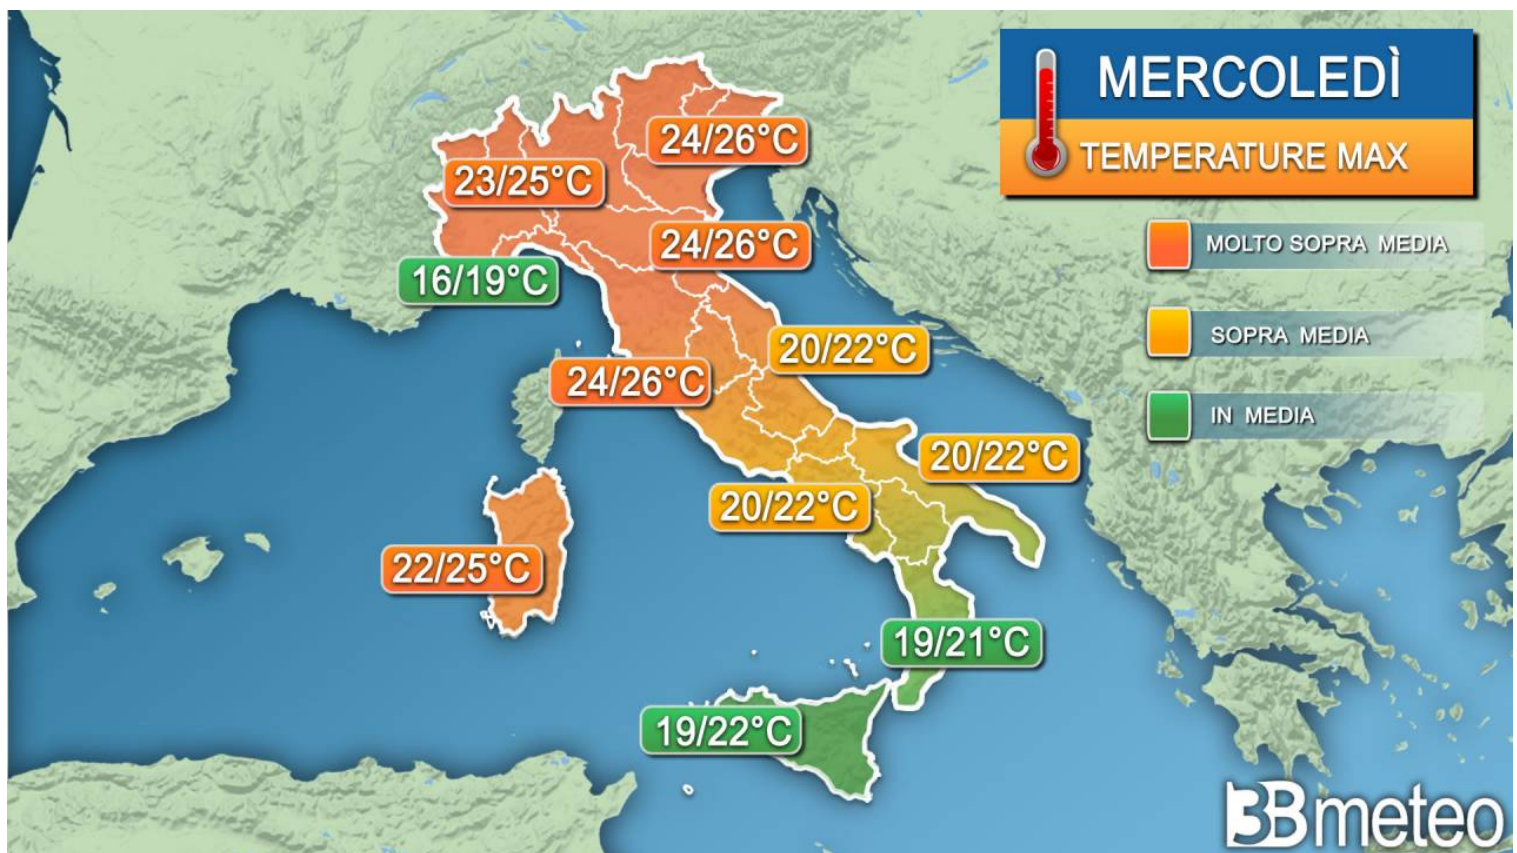 MERCOLEDÌ
TEMPERATURE MAX
24/26°C
23/25°C
24/26°C
16/19°C
20/22°C
24/26°C
20/22°C
20/22°C
22/25°C
19/21°C
19/22°C
MOLTO SOPRA MEDIA
SOPRA MEDIA
IN MEDIA
3Bmeteo